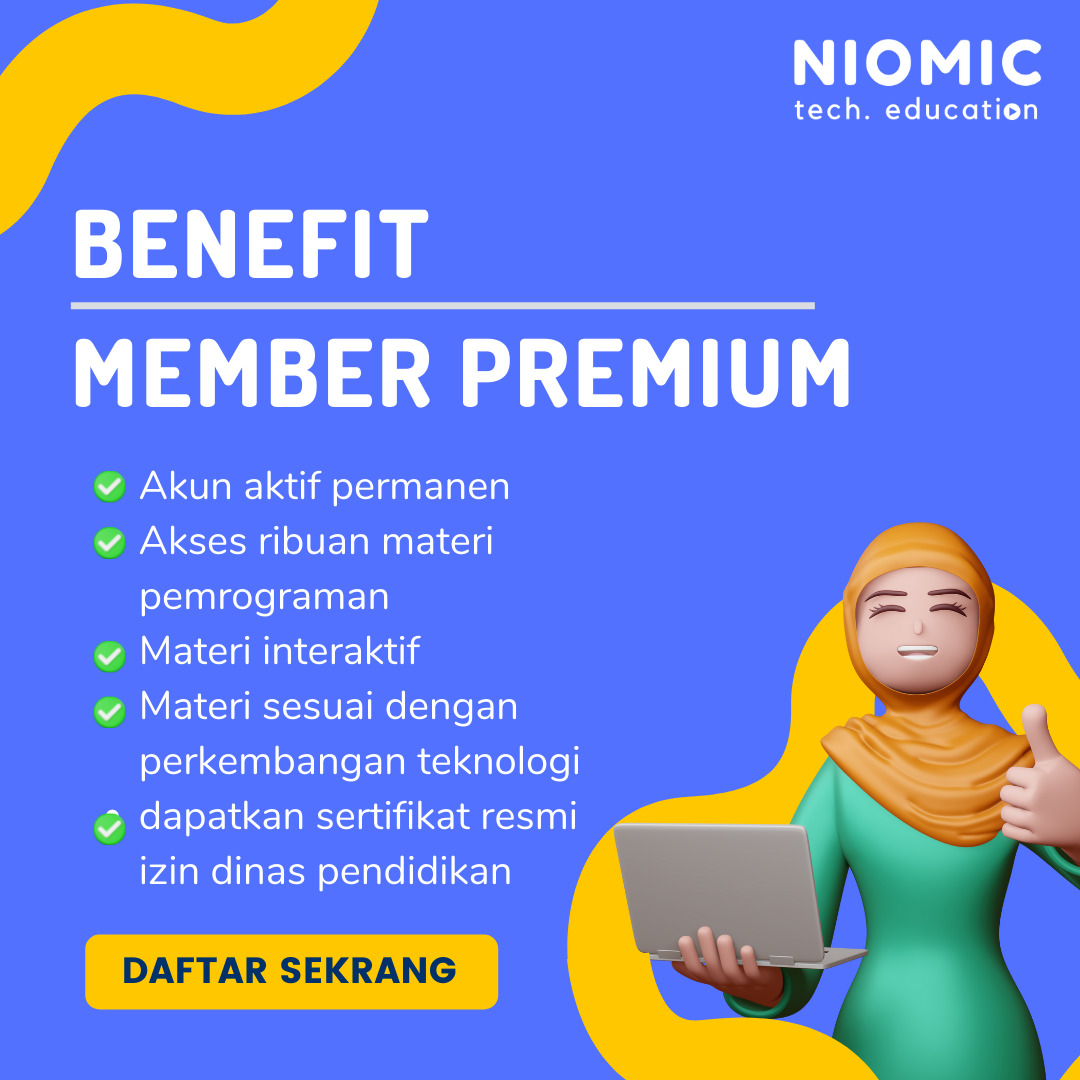 NIOMIC
tech. education
BENEFIT
MEMBER PREMIUM
Akun aktif permanen
Akses ribuan materi
pemrograman
Materi interaktif
Materi sesuai dengan
perkembangan teknologi
dapatkan sertifikat resmi
izin dinas pendidikan
DAFTAR SEKRANG